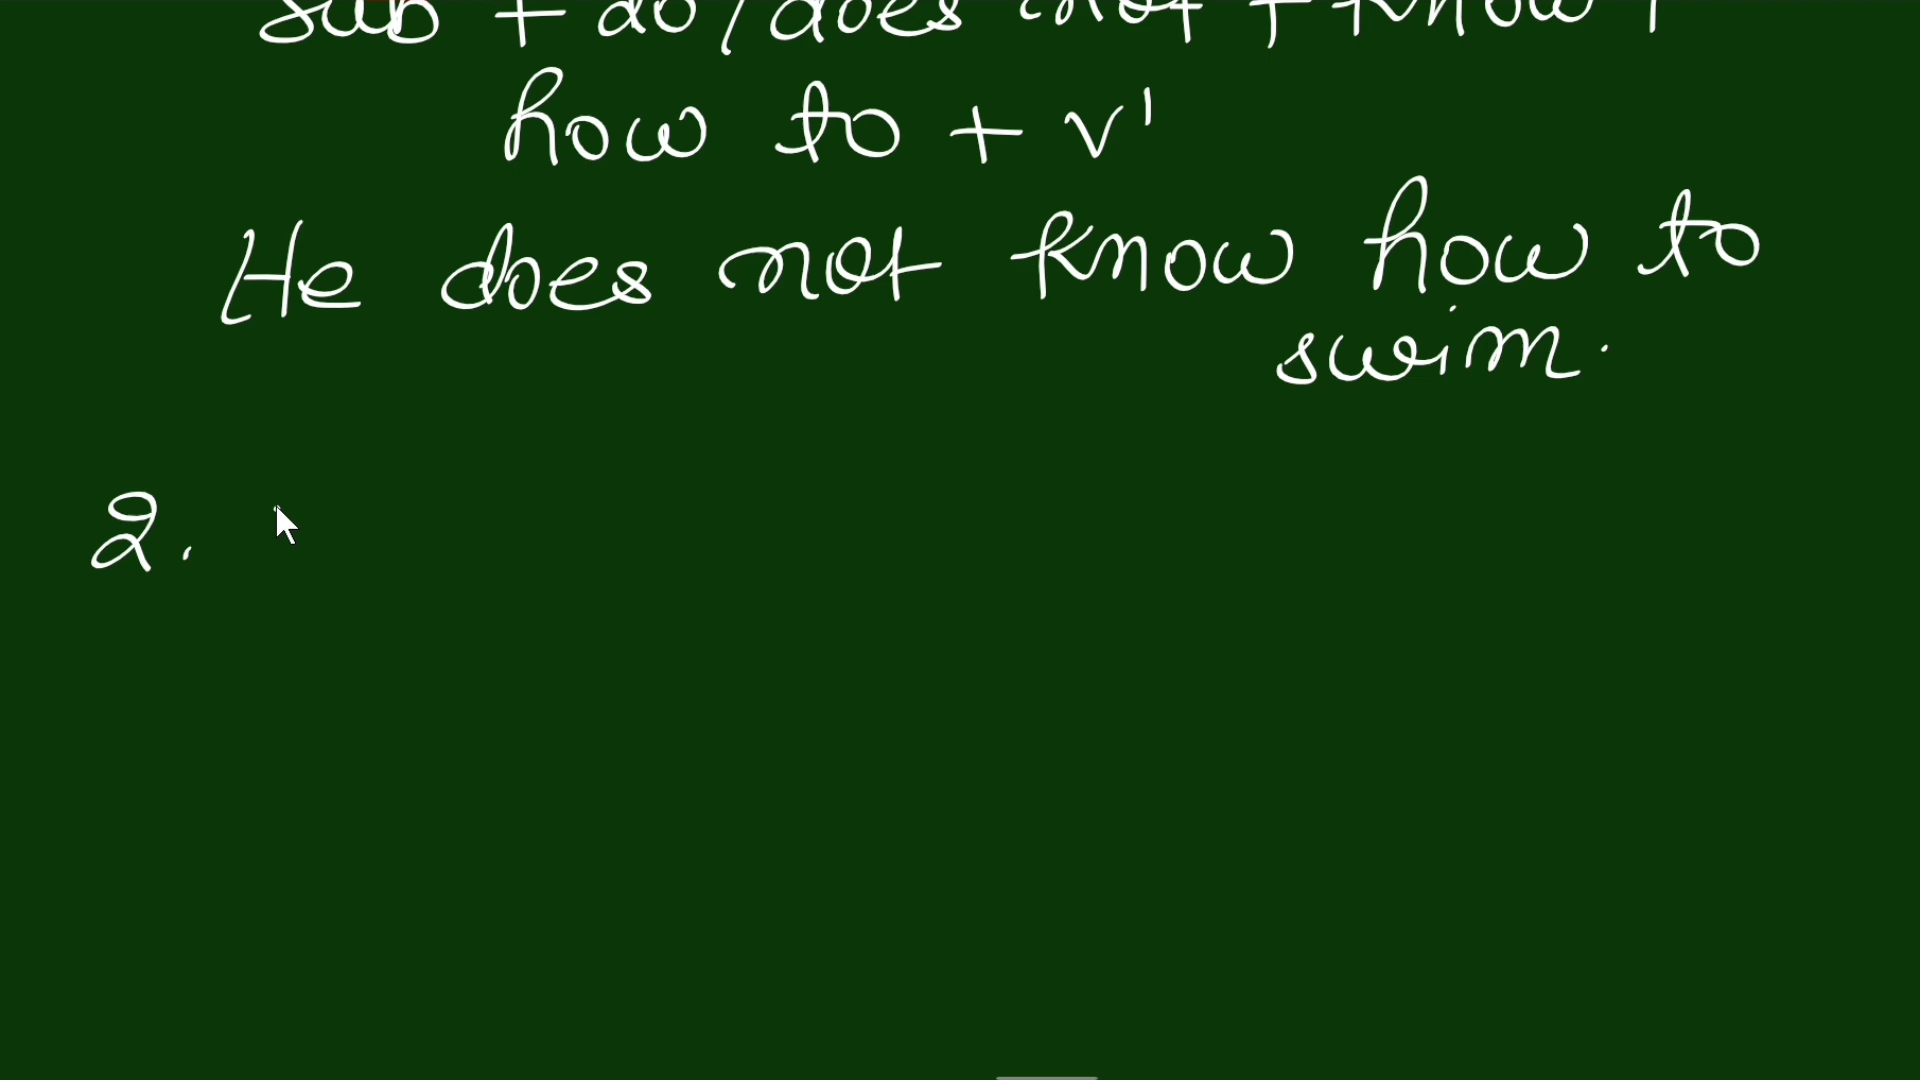 sub + do/does not + know +
how to + v'
He does not know how to
swim.
2.